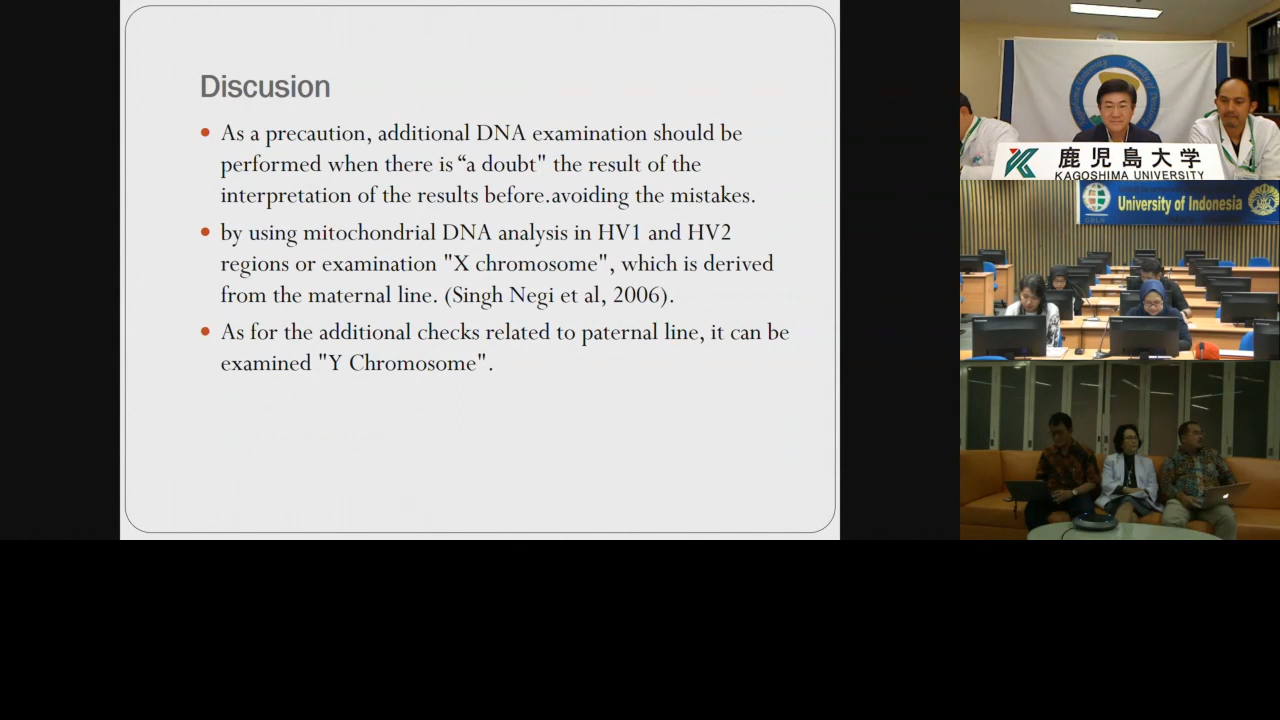 Discusion
• As a precaution, additional DNA examination should be
performed when there is “a doubt" the result of the
interpretation of the results before.avoiding the mistakes.
• by using mitochondrial DNA analysis in HV1 and HV2
regions or examination "X chromosome", which is derived
from the maternal line. (Singh Negi et al, 2006).
• As for the additional checks related to paternal line, it can be
examined "Y Chromosome".
鹿児島大学
KAGOSHIMA UNIVERSITY
University of Indonesia